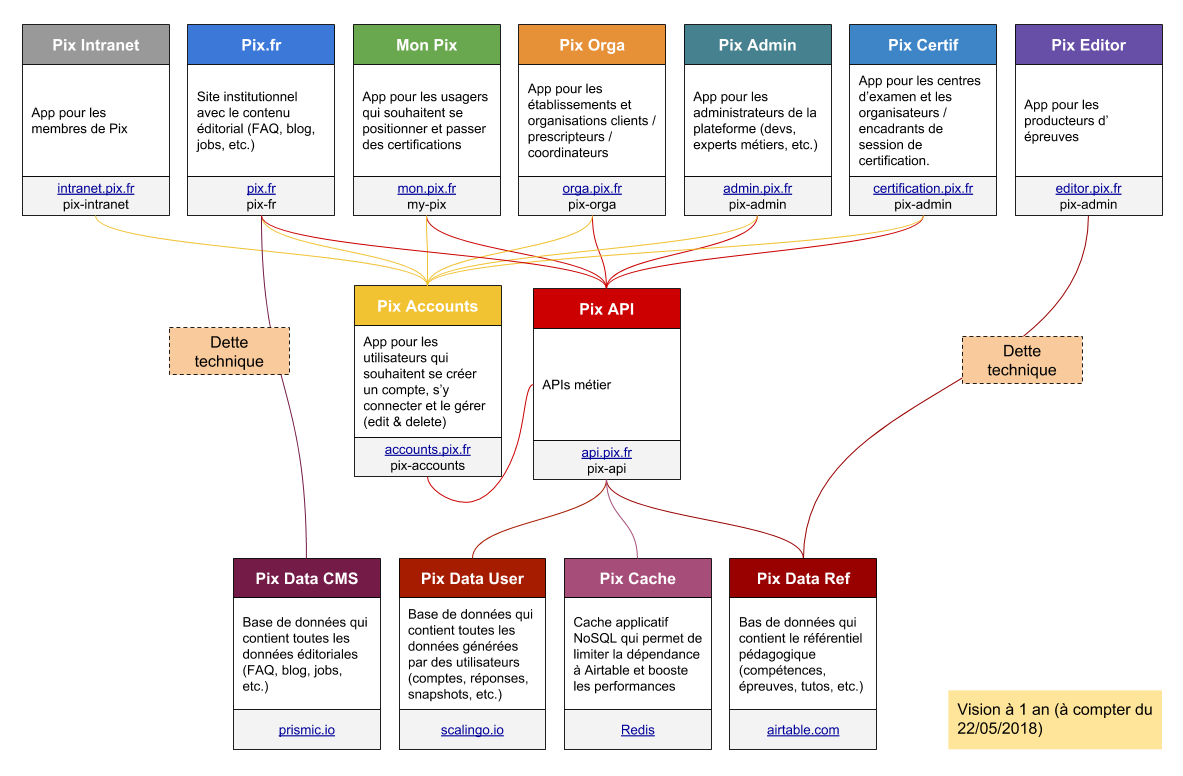 Pix Intranet
App pour les
membres de Pix
intranet.pix.fr
pix-intranet
Pix.fr
Site institutionnel
avec le contenu
éditorial (FAQ, blog,
jobs, etc.)
pix.fr
pix-fr
Mon Pix
App pour les usagers
qui souhaitent se
positionner et passer
des certifications
mon.pix.fr
my-pix
Pix Orga
App pour les
établissements et
organisations clients /
prescripteurs /
coordinateurs
orga.pix.fr
pix-orga
Pix Admin
App pour les
administrateurs de la
plateforme (devs,
experts métiers, etc.)
admin.pix.fr
pix-admin
Pix Certif
App pour les centres
d’examen et les
organisateurs /
encadrants de
session de
certification.
certification.pix.fr
pix-admin
Pix Editor
App pour les
producteurs d’
épreuves
editor.pix.fr
pix-admin
Pix Accounts
App pour les
utilisateurs qui
souhaitent se créer
un compte, s’y
connecter et le gérer
(edit & delete)
accounts.pix.fr
pix-accounts
Pix API
APIs métier
api.pix.fr
pix-api
Dette
technique
Dette
technique
Pix Data CMS
Base de données qui
contient toutes les
données éditoriales
(FAQ, blog, jobs,
etc.)
prismic.io
Pix Data User
Base de données qui
contient toutes les
données générées
par des utilisateurs
(comptes, réponses,
snapshots, etc.)
scalingo.io
Pix Cache
Cache applicatif
NoSQL qui permet de
limiter la dépendance
à Airtable et booste
les performances
Redis
Pix Data Ref
Bas de données qui
contient le référentiel
pédagogique
(compétences,
épreuves, tutos, etc.)
airtable.com
Vision à 1 an (à compter du
22/05/2018)